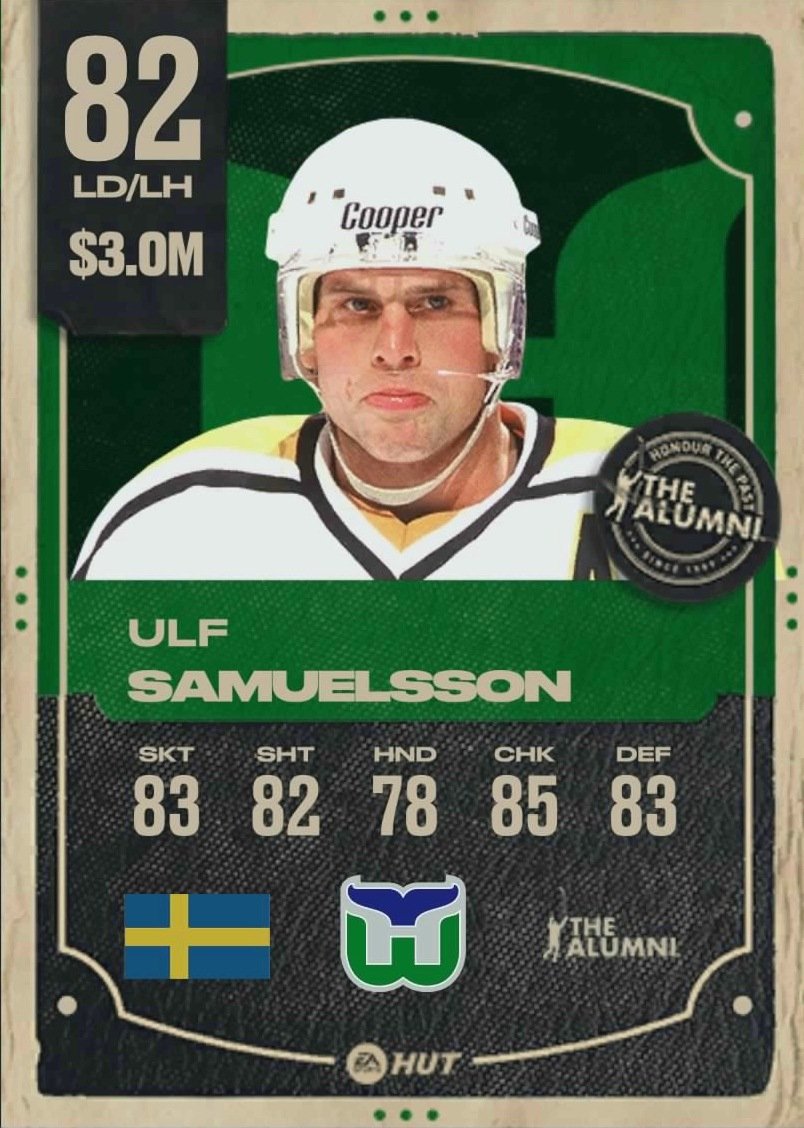 82
LD/LH
$3.0M
Cooper
HONOUR THE PAST
THE
ALUMNI
ULF
SAMUELSSON
SKT SHT HND CHK DEF
83 82 78 85 83
THE
ALUMNI
EA
HUT